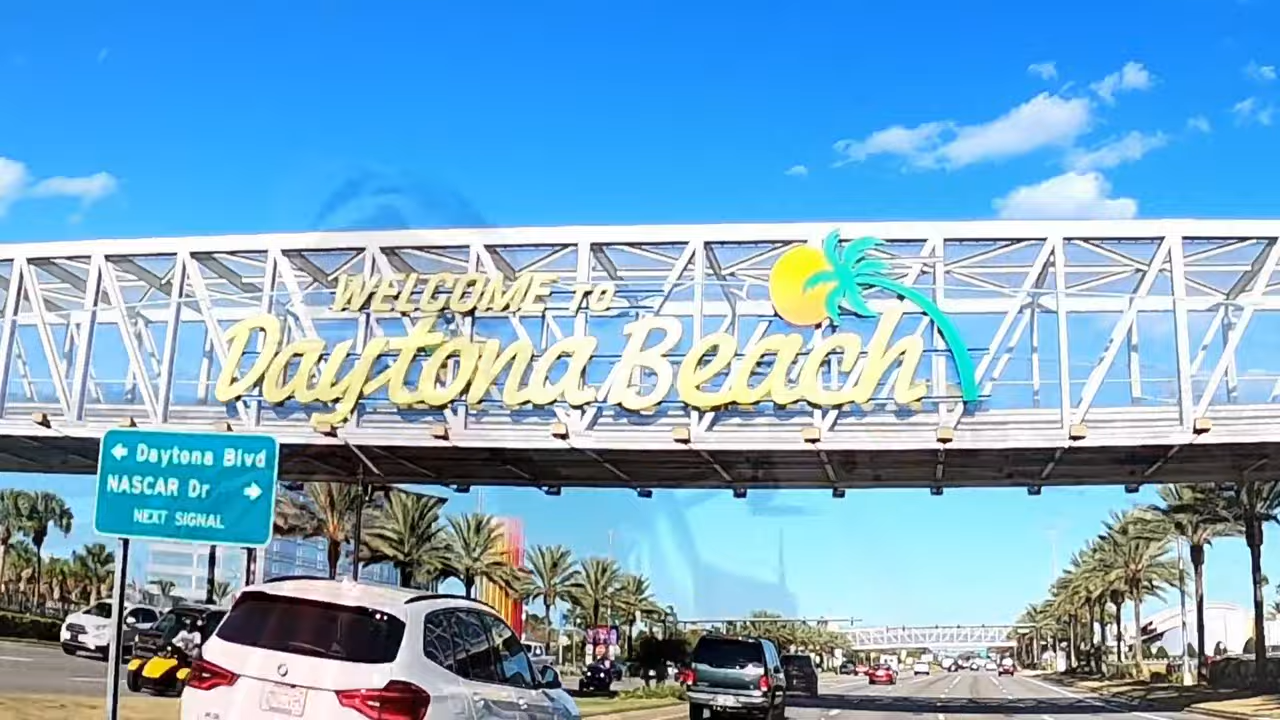 WELCOME TO
Daytona Beach
← Daytona Blvd
NASCAR Dr →
NEXT SIGNAL